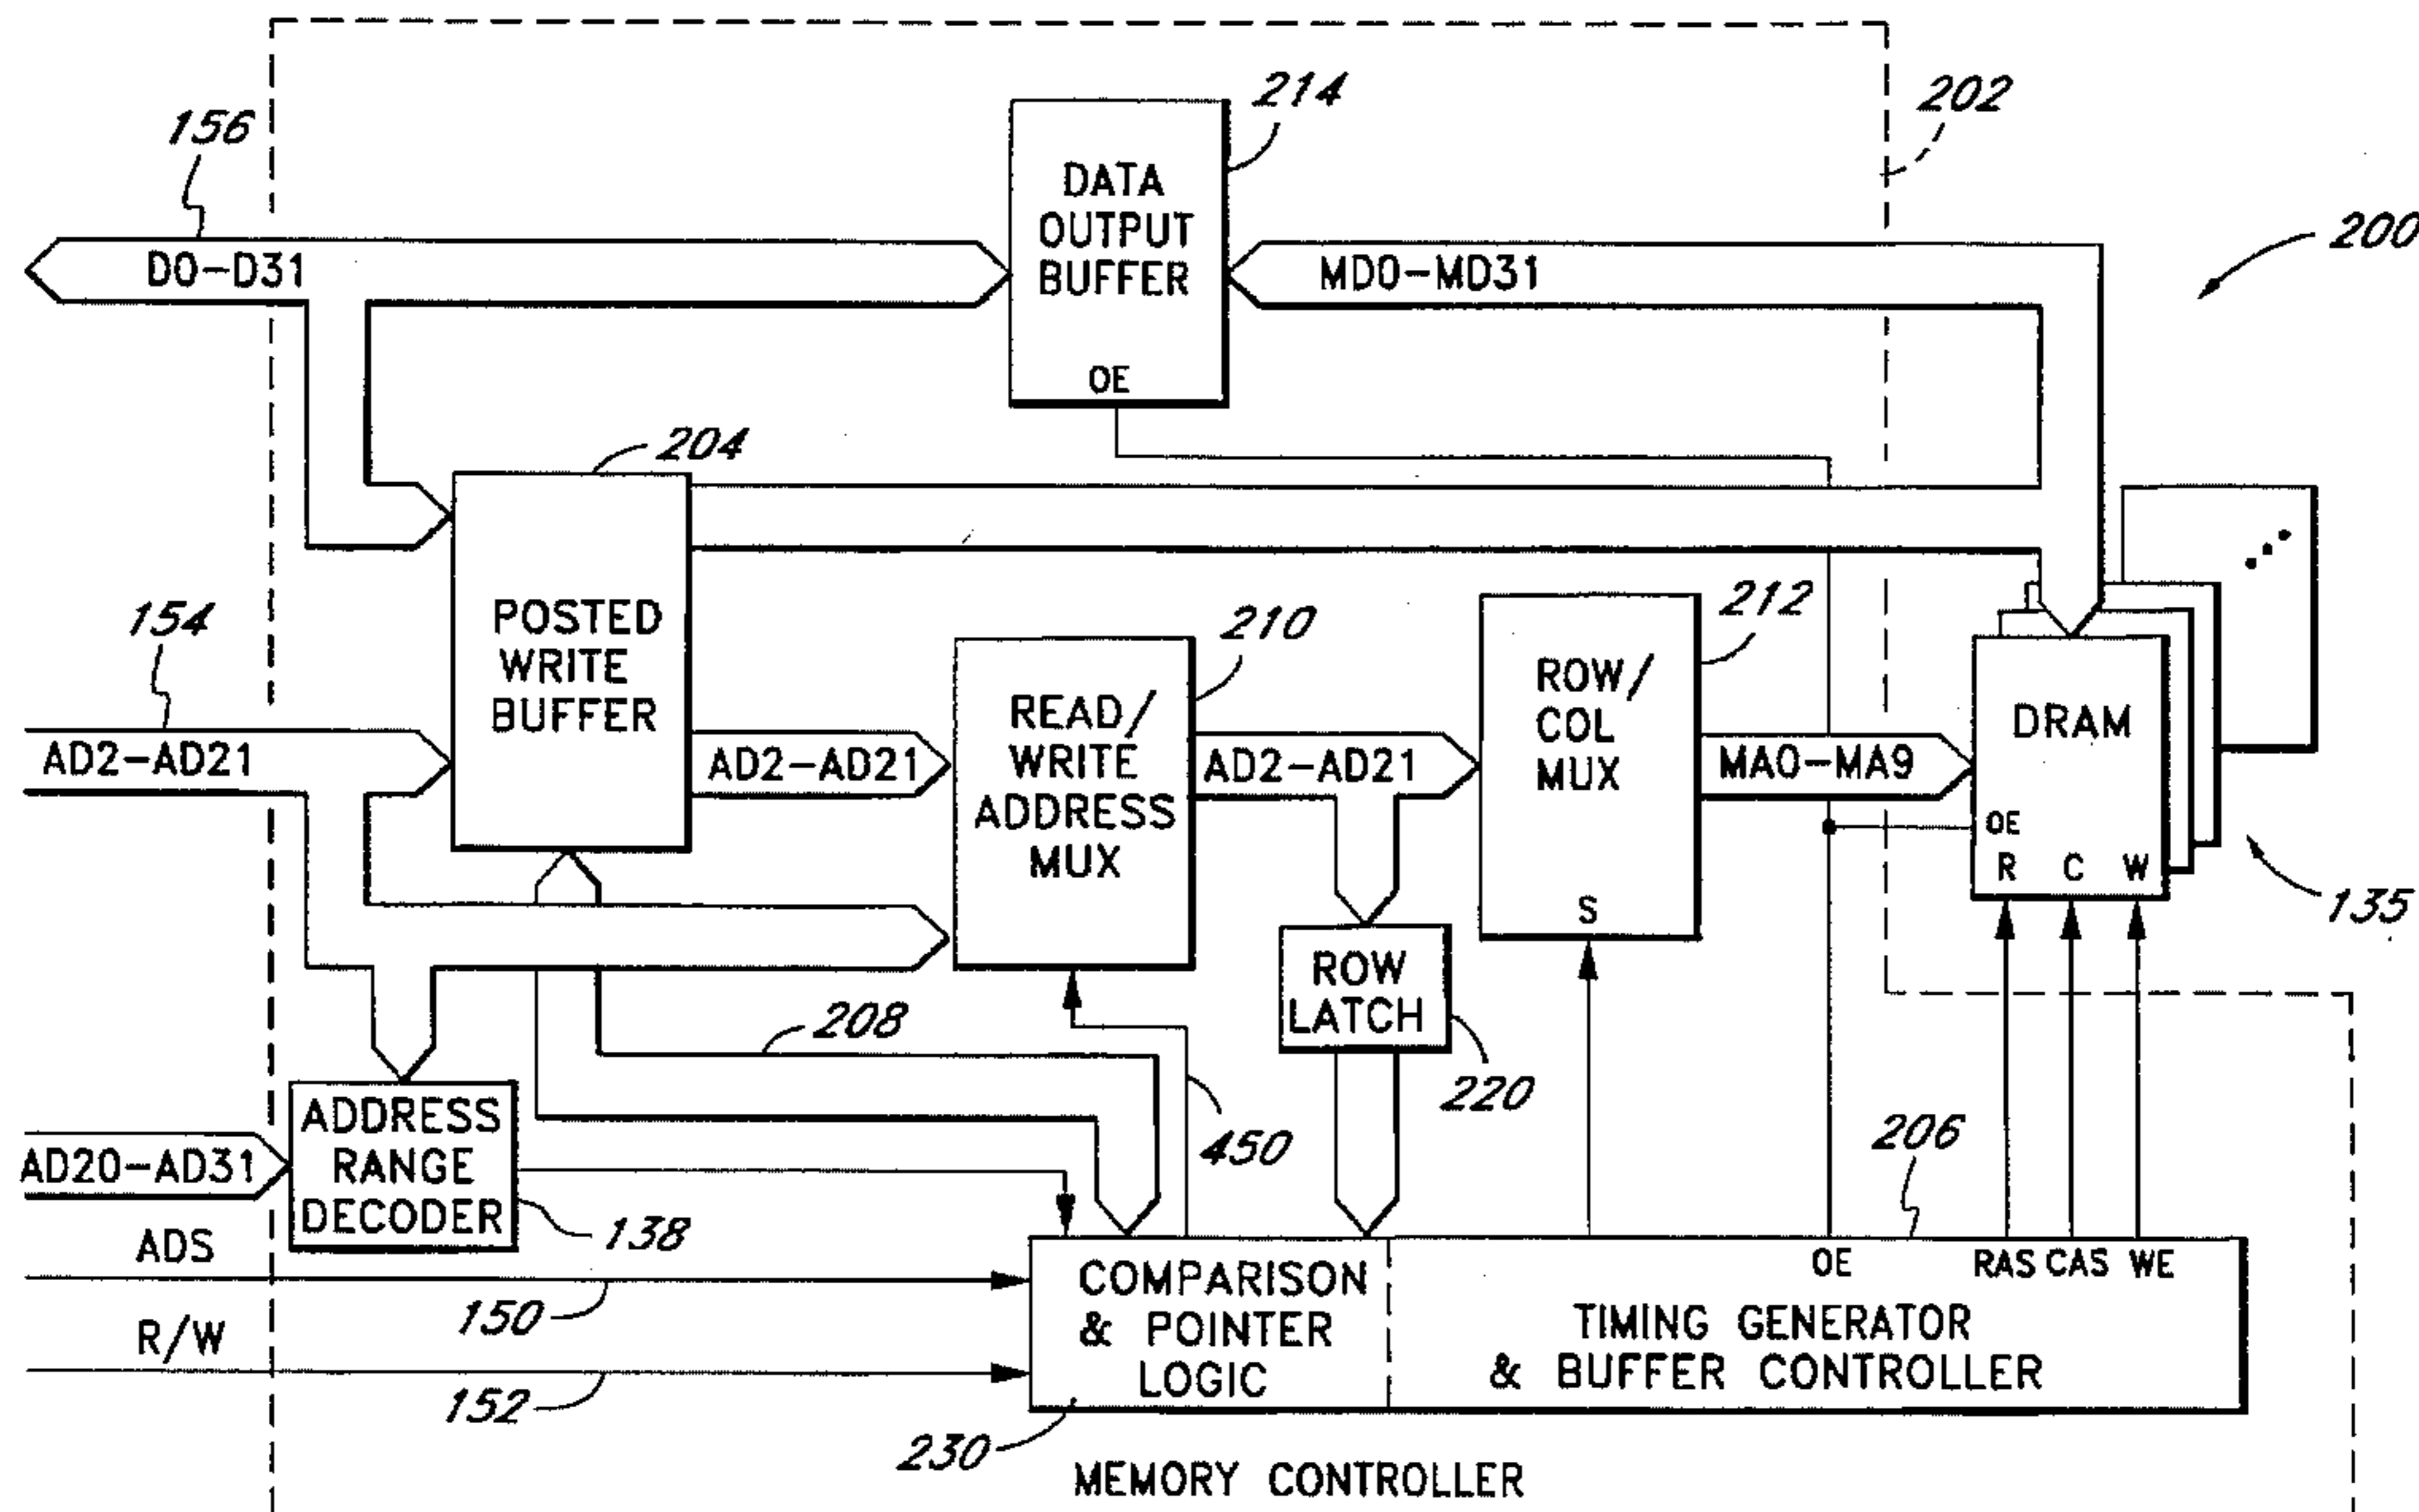 214
202
156
DATA
OUTPUT
BUFFER
OE
200
D0-D31
MD0-MD31
204
POSTED
WRITE
BUFFER
154
210
212
AD2-AD21
AD2-AD21
READ/
WRITE
ADDRESS
MUX
AD2-AD21
ROW/
COL
MUX
S
MA0-MA9
DRAM
OE
R C W
135
ROW
LATCH
220
208
450
206
AD20-AD31
ADDRESS
RANGE
DECODER
138
ADS
150
R/W
152
COMPARISON
& POINTER
LOGIC
230
OE
RAS CAS WE
TIMING GENERATOR
& BUFFER CONTROLLER
MEMORY CONTROLLER